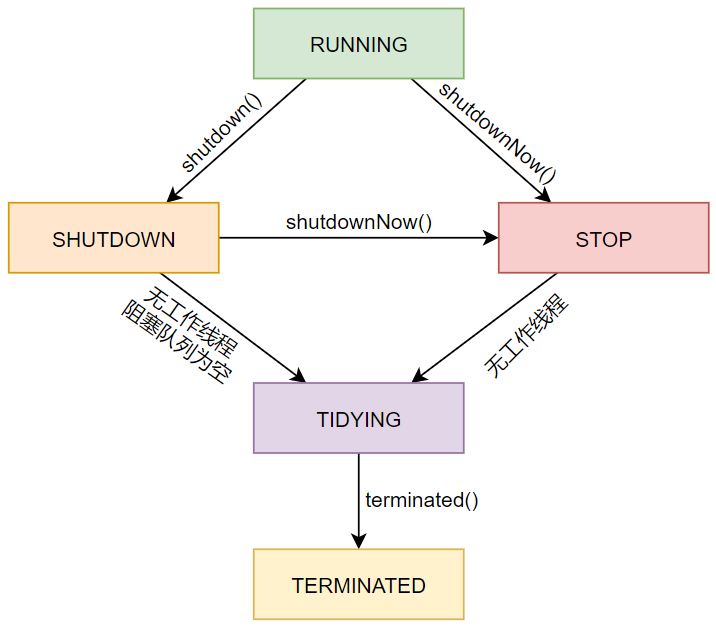 RUNNING
shutdown()
shutdownNow()
SHUTDOWN
shutdownNow()
STOP
无工作线程
阻塞队列为空
无工作线程
TIDYING
terminated()
TERMINATED